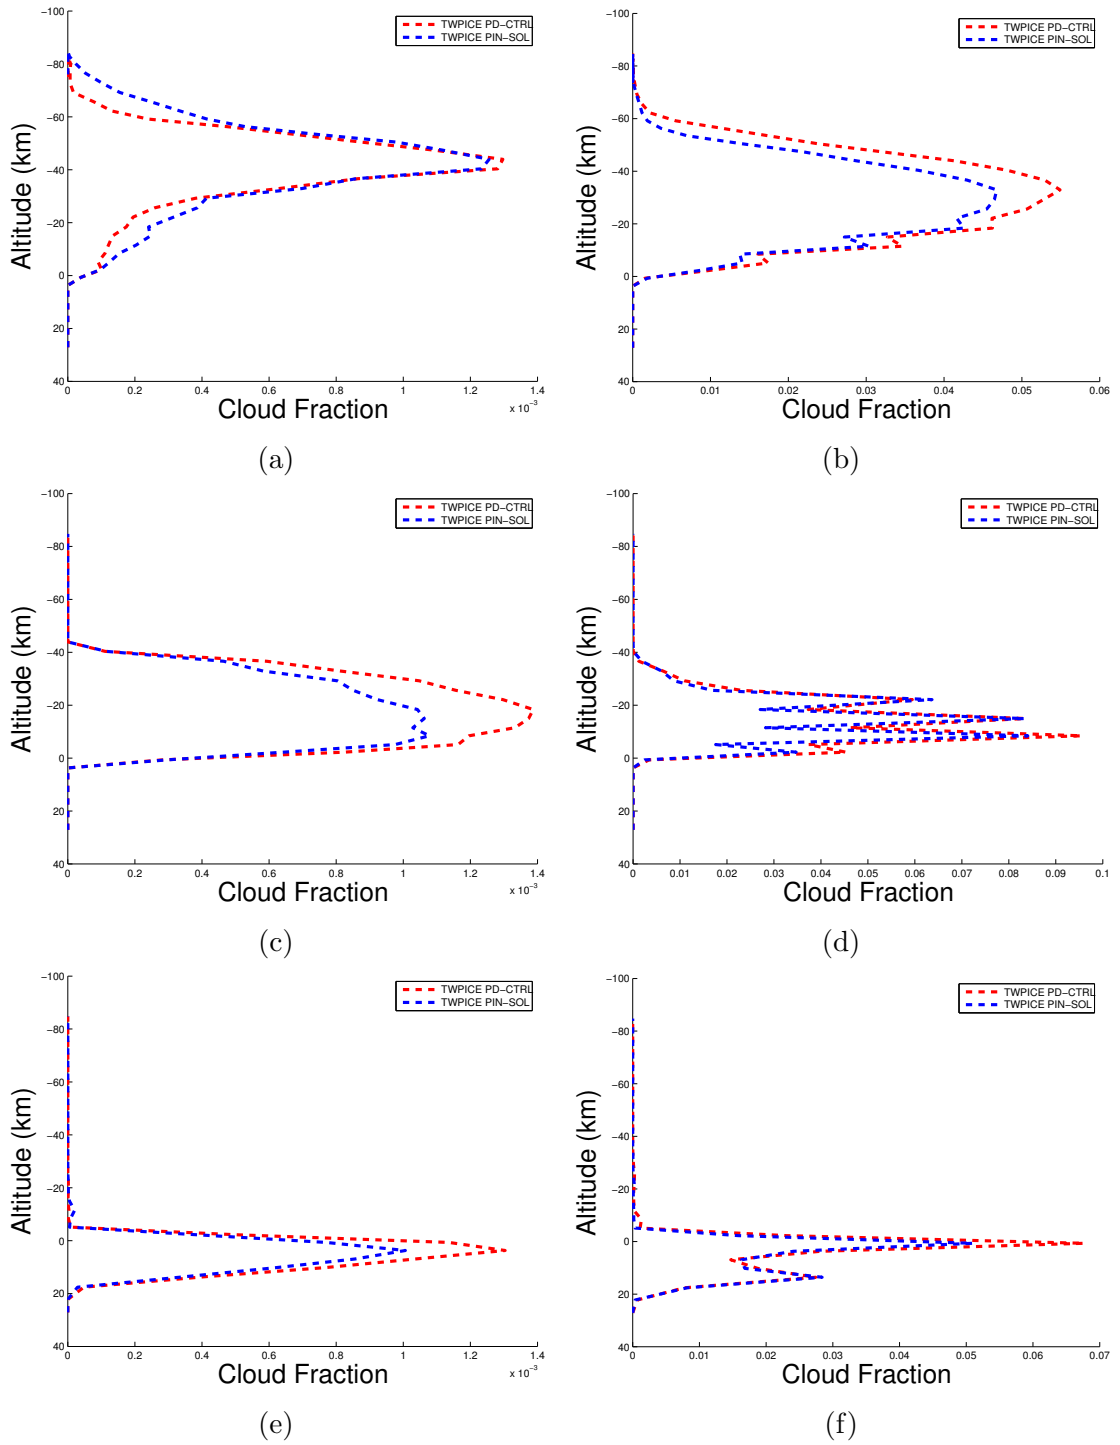 −100
−80
−60
−40
−20
0
20
40
Altitude (km)
TWPICE PD−CTRL
TWPICE PIN−SOL
0 0.2 0.4 0.6 0.8 1 1.2 1.4
x 10⁻³
Cloud Fraction
(a)
−100
−80
−60
−40
−20
0
20
40
Altitude (km)
TWPICE PD−CTRL
TWPICE PIN−SOL
0 0.01 0.02 0.03 0.04 0.05 0.06
Cloud Fraction
(b)
−100
−80
−60
−40
−20
0
20
40
Altitude (km)
TWPICE PD−CTRL
TWPICE PIN−SOL
0 0.2 0.4 0.6 0.8 1 1.2 1.4
x 10⁻³
Cloud Fraction
(c)
−100
−80
−60
−40
−20
0
20
40
Altitude (km)
TWPICE PD−CTRL
TWPICE PIN−SOL
0 0.01 0.02 0.03 0.04 0.05 0.06 0.07 0.08 0.09 0.1
Cloud Fraction
(d)
−100
−80
−60
−40
−20
0
20
40
Altitude (km)
TWPICE PD−CTRL
TWPICE PIN−SOL
0 0.2 0.4 0.6 0.8 1 1.2 1.4
x 10⁻³
Cloud Fraction
(e)
−100
−80
−60
−40
−20
0
20
40
Altitude (km)
TWPICE PD−CTRL
TWPICE PIN−SOL
0 0.01 0.02 0.03 0.04 0.05 0.06 0.07
Cloud Fraction
(f)